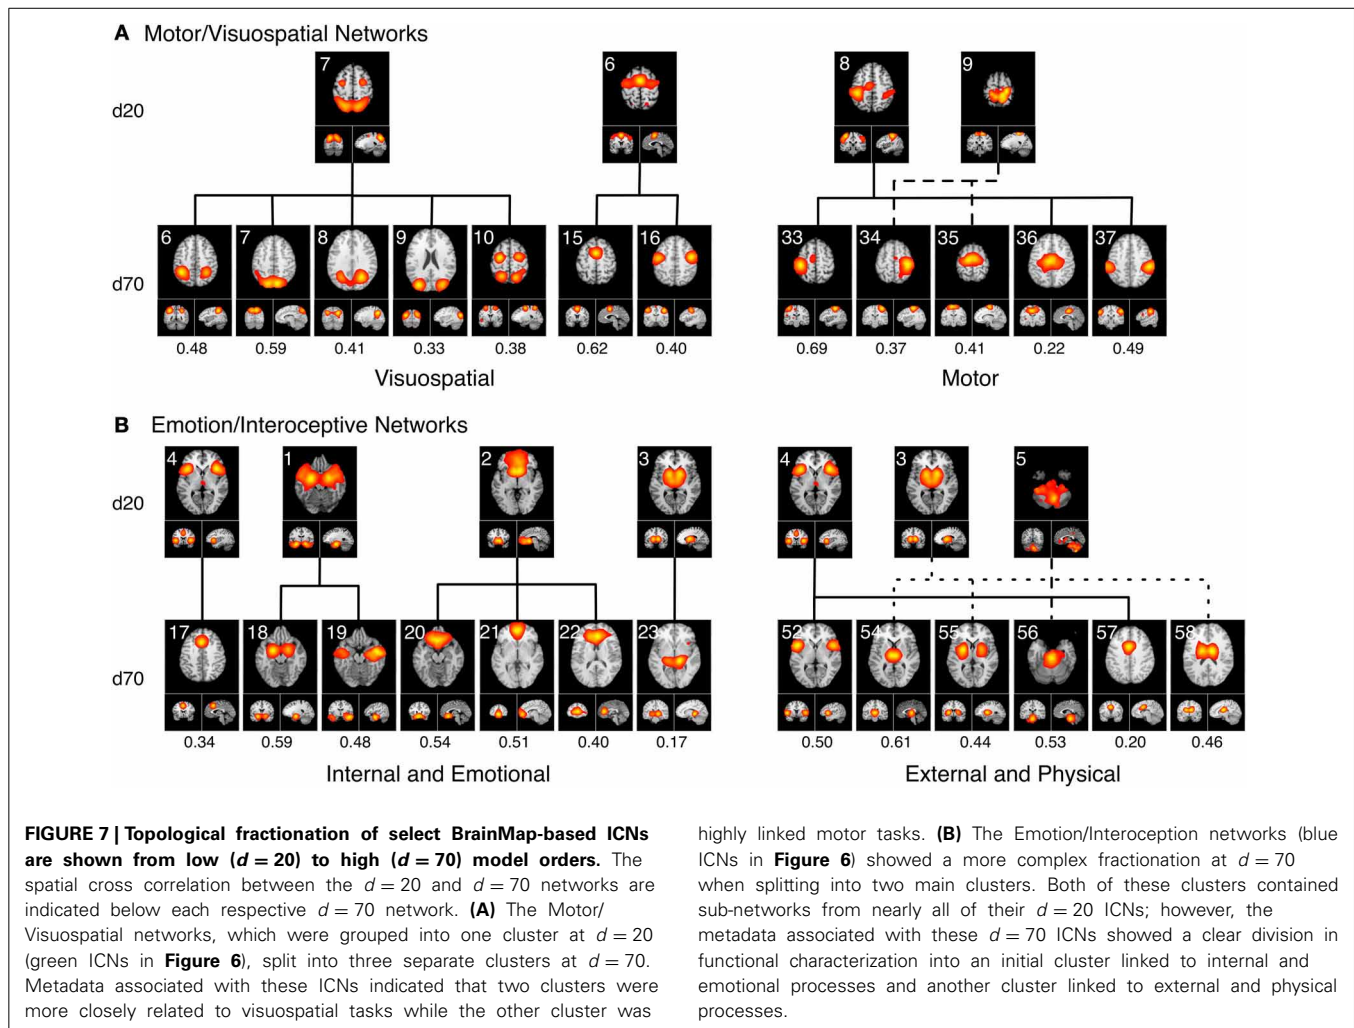 A Motor/Visuospatial Networks
7 6 8 9
d20
6 7 8 9 10 15 16 33 34 35 36 37
d70
0.48 0.59 0.41 0.33 0.38 0.62 0.40 0.69 0.37 0.41 0.22 0.49
Visuospatial Motor
B Emotion/Interoceptive Networks
4 1 2 3 4 3 5
d20
17 18 19 20 21 22 23 52 54 55 56 57 58
d70
0.34 0.59 0.48 0.54 0.51 0.40 0.17 0.50 0.61 0.44 0.53 0.20 0.46
Internal and Emotional External and Physical
FIGURE 7 | Topological fractionation of select BrainMap-based ICNs
are shown from low (d = 20) to high (d = 70) model orders. The
spatial cross correlation between the d = 20 and d = 70 networks are
indicated below each respective d = 70 network. (A) The Motor/
Visuospatial networks, which were grouped into one cluster at d = 20
(green ICNs in Figure 6), split into three separate clusters at d = 70.
Metadata associated with these ICNs indicated that two clusters were
more closely related to visuospatial tasks while the other cluster was
highly linked motor tasks. (B) The Emotion/Interoception networks (blue
ICNs in Figure 6) showed a more complex fractionation at d = 70
when splitting into two main clusters. Both of these clusters contained
sub-networks from nearly all of their d = 20 ICNs; however, the
metadata associated with these d = 70 ICNs showed a clear division in
functional characterization into an initial cluster linked to internal and
emotional processes and another cluster linked to external and physical
processes.